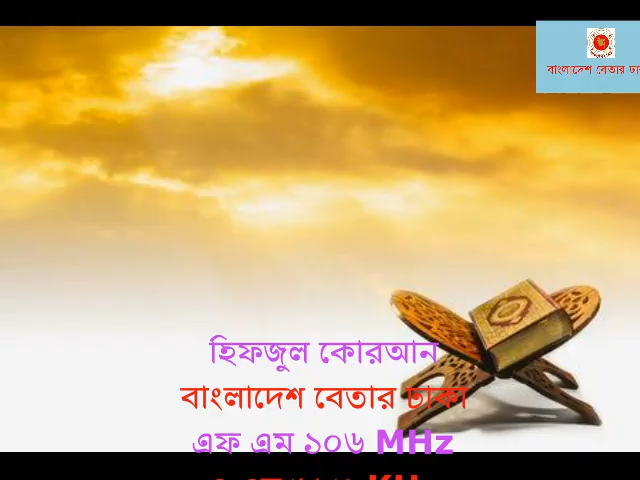 বাংলাদেশ বেতার
হিফজুল কোরআন
বাংলাদেশ বেতার ঢাকা
এফ এম ১০৬ MHz